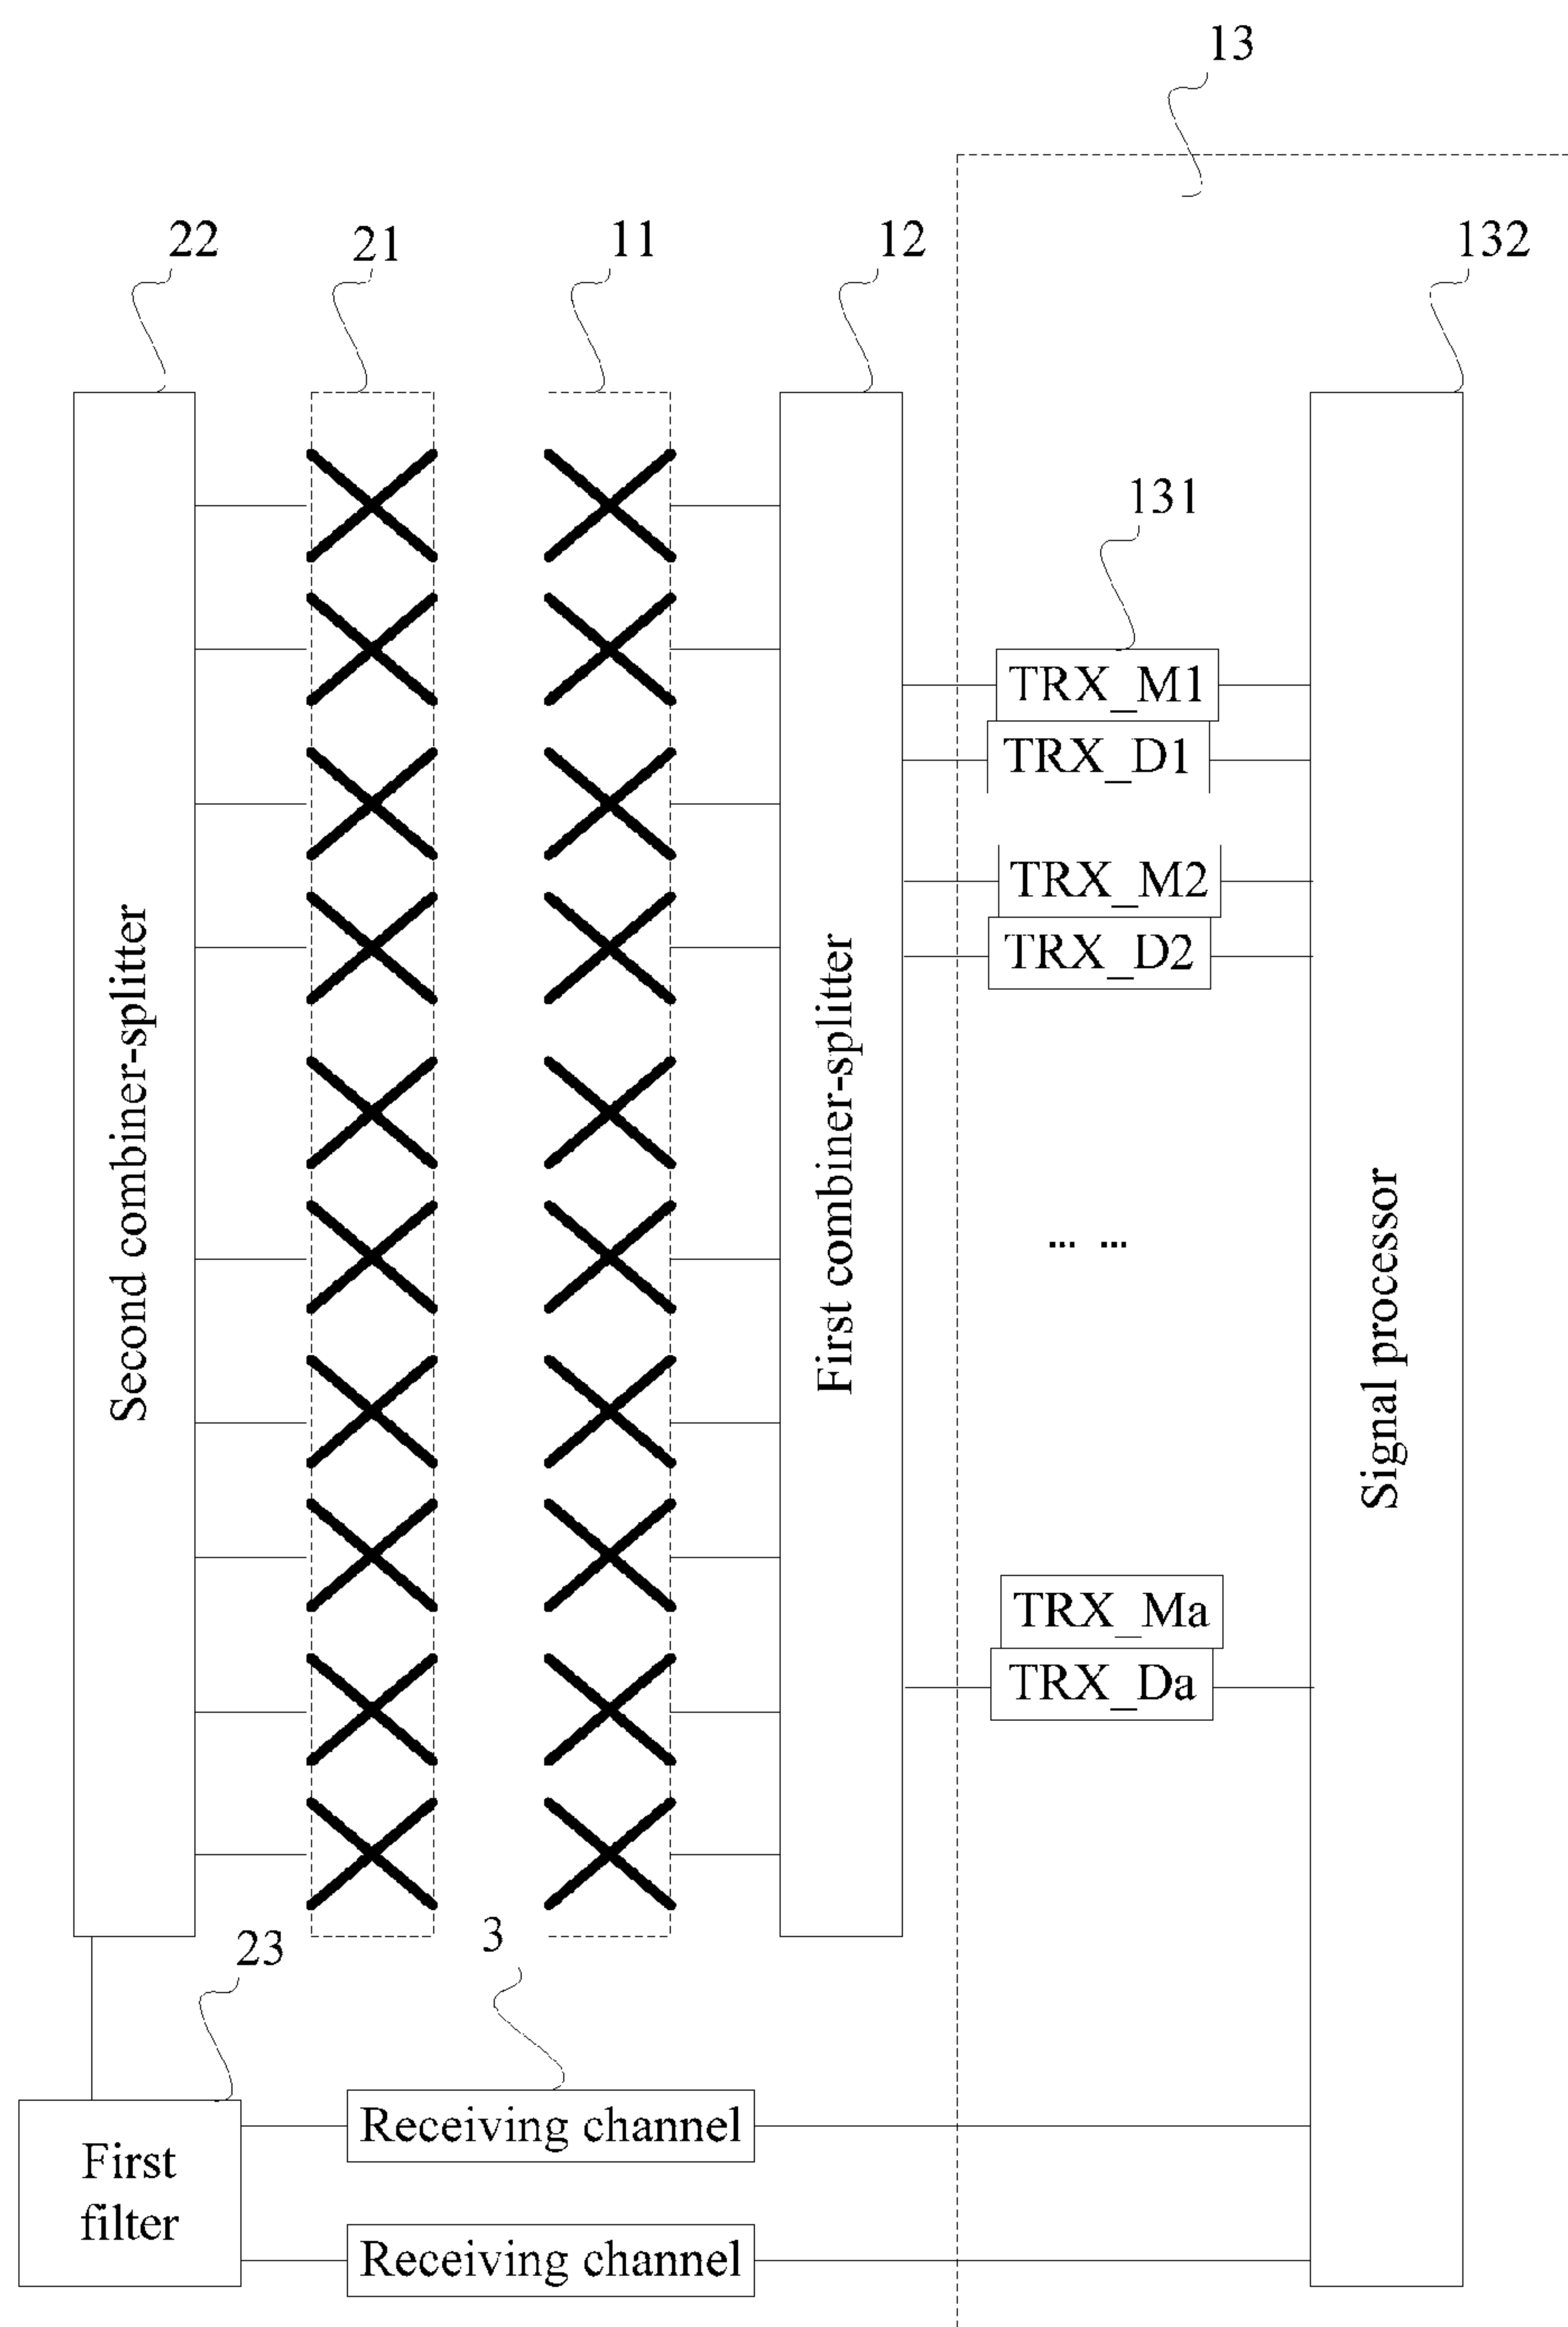 13
22
21
11
12
132
131
TRX_M1
TRX_D1
TRX_M2
TRX_D2
Second combiner-splitter
First combiner-splitter
... ...
Signal processor
TRX_Ma
TRX_Da
23
3
Receiving channel
First
filter
Receiving channel